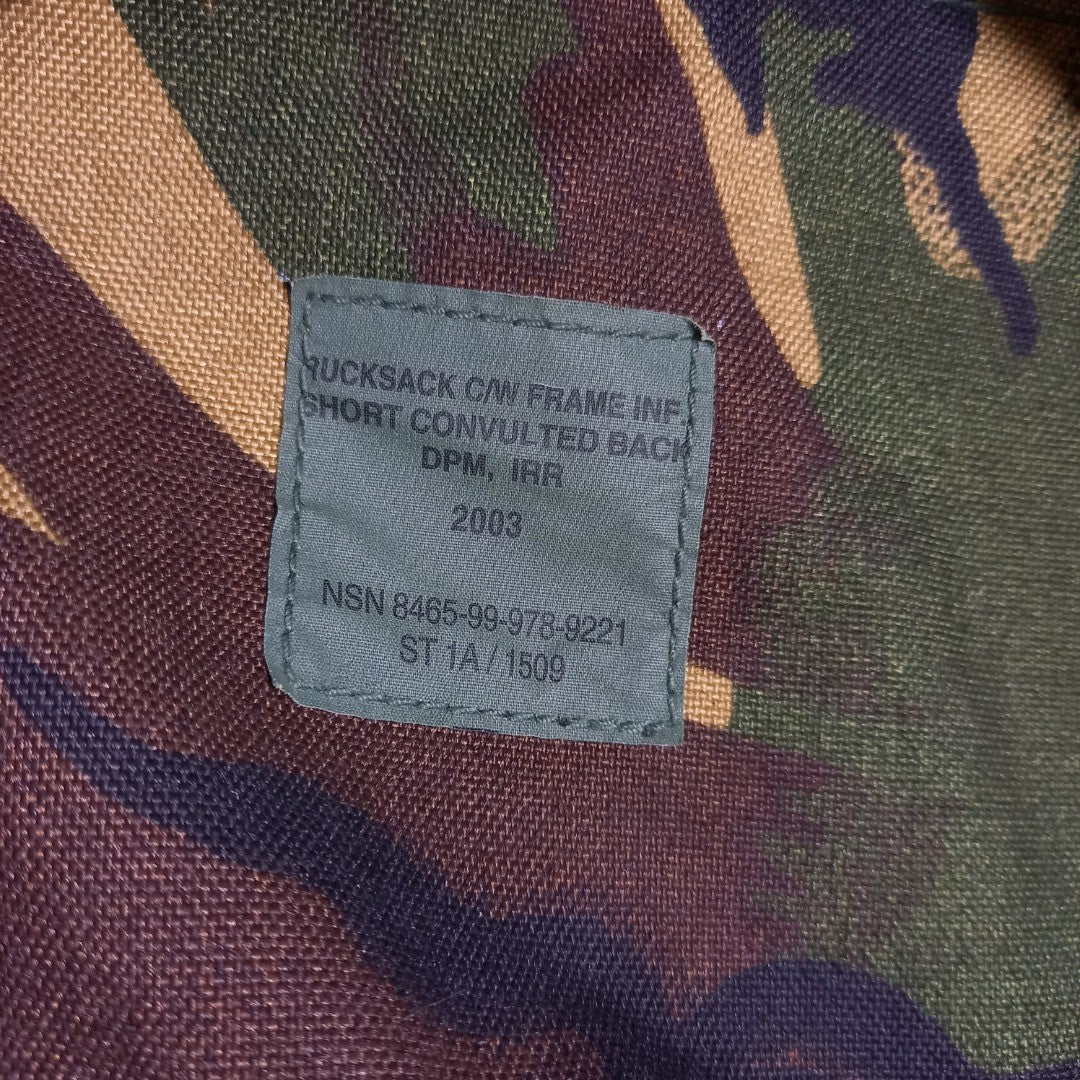 RUCKSACK C/W FRAME INF.
SHORT CONVULTED BACK
DPM, IRR
2003
NSN 8465-99-978-9221
ST 1A / 1509